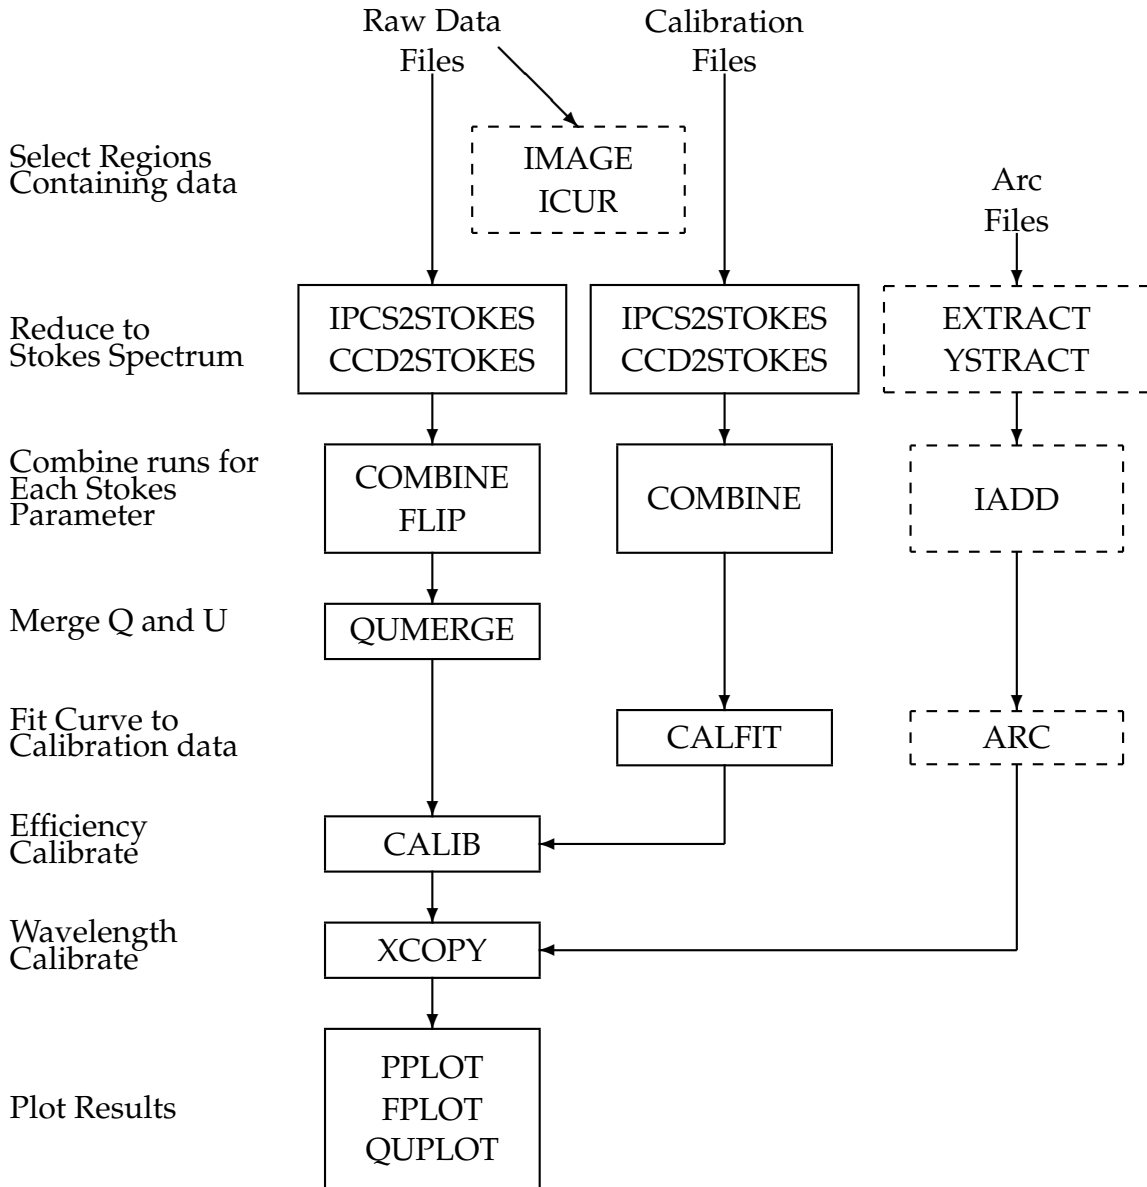 Raw Data
Files
Calibration
Files
Select Regions
Containing data
IMAGE
ICUR
Arc
Files
Reduce to
Stokes Spectrum
IPCS2STOKES
CCD2STOKES
IPCS2STOKES
CCD2STOKES
EXTRACT
YSTRACT
Combine runs for
Each Stokes
Parameter
COMBINE
FLIP
COMBINE
IADD
Merge Q and U
QUMERGE
Fit Curve to
Calibration data
CALFIT
ARC
Efficiency
Calibrate
CALIB
Wavelength
Calibrate
XCOPY
Plot Results
PPLOT
FPLOT
QUPLOT